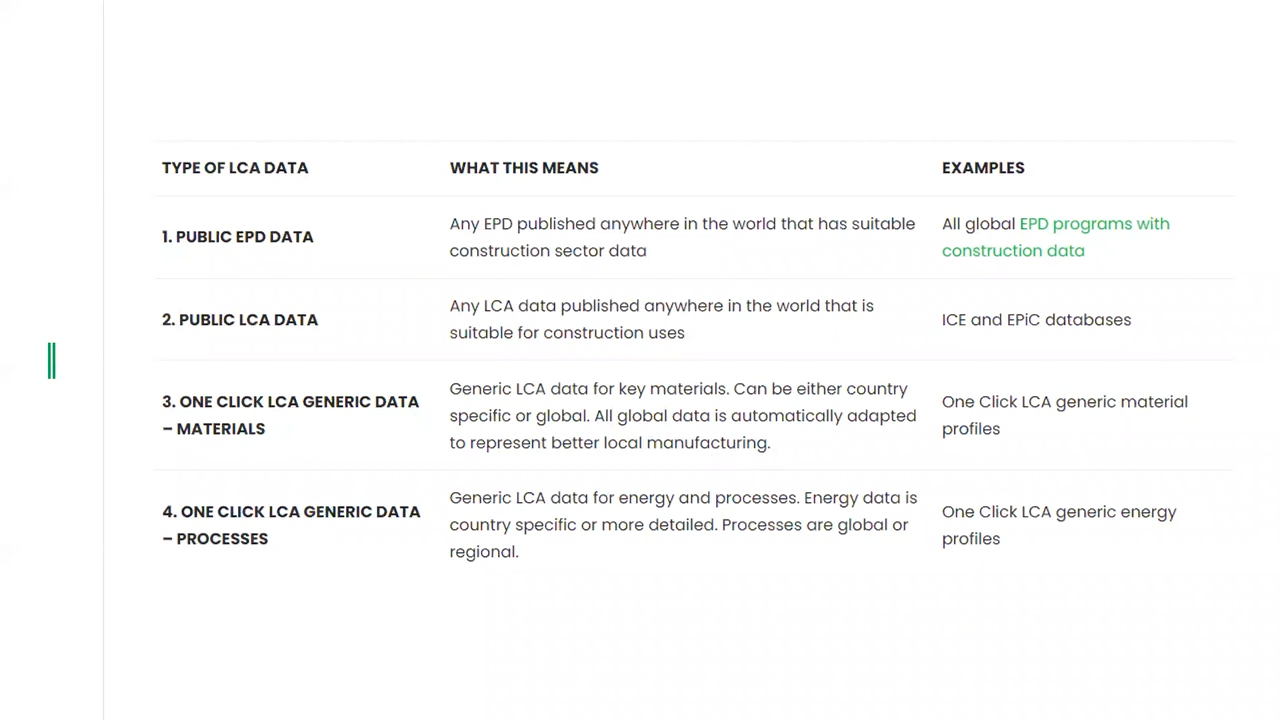 TYPE OF LCA DATA
WHAT THIS MEANS
EXAMPLES
1. PUBLIC EPD DATA
Any EPD published anywhere in the world that has suitable
construction sector data
All global EPD programs with
construction data
2. PUBLIC LCA DATA
Any LCA data published anywhere in the world that is
suitable for construction uses
ICE and EPiC databases
3. ONE CLICK LCA GENERIC DATA
– MATERIALS
Generic LCA data for key materials. Can be either country
specific or global. All global data is automatically adapted
to represent better local manufacturing.
One Click LCA generic material
profiles
4. ONE CLICK LCA GENERIC DATA
– PROCESSES
Generic LCA data for energy and processes. Energy data is
country specific or more detailed. Processes are global or
regional.
One Click LCA generic energy
profiles